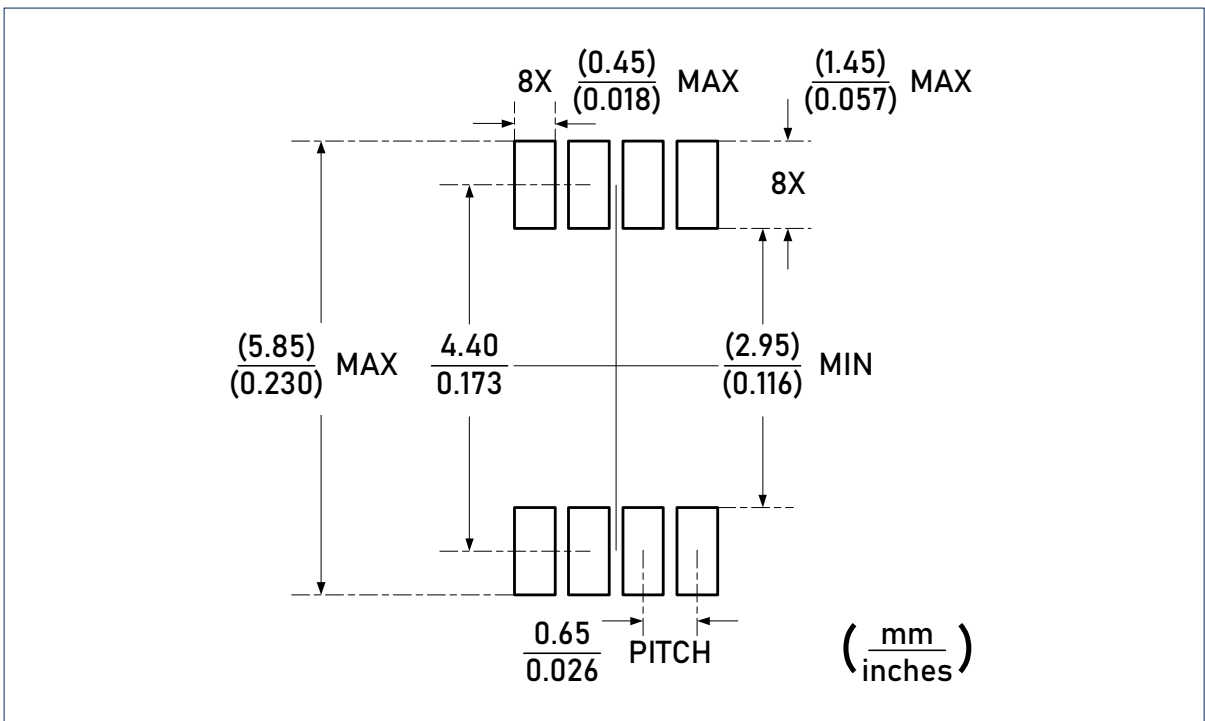 8X (0.45) MAX
(0.018)
(1.45) MAX
(0.057)
8X
(5.85) MAX
(0.230)
4.40
0.173
(2.95) MIN
(0.116)
0.65 PITCH
0.026
(mm
inches)